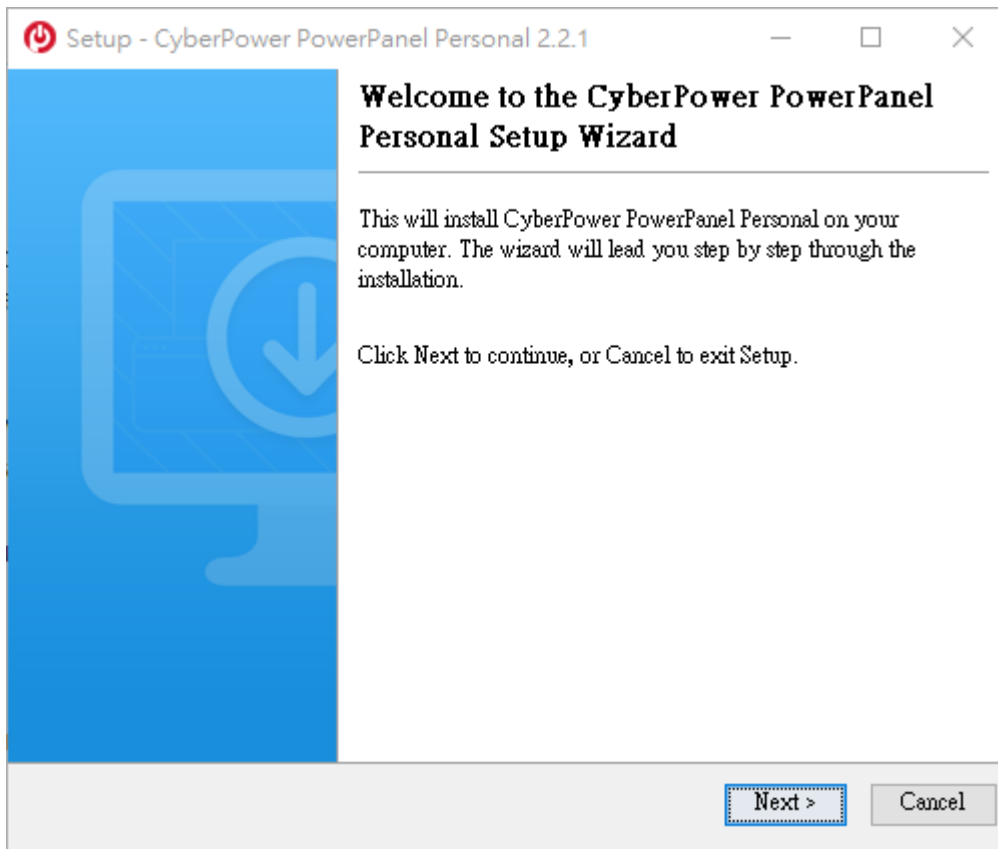 Setup - CyberPower PowerPanel Personal 2.2.1
Welcome to the CyberPower PowerPanel
Personal Setup Wizard
This will install CyberPower PowerPanel Personal on your
computer. The wizard will lead you step by step through the
installation.
Click Next to continue, or Cancel to exit Setup.
Next >
Cancel